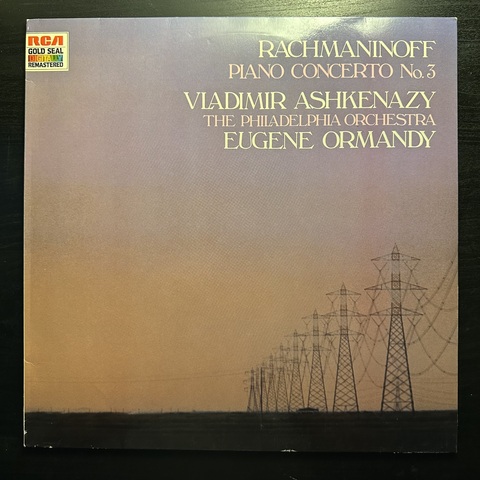 RCA
GOLD SEAL
DIGITALLY
REMASTERED
RACHMANINOFF
PIANO CONCERTO No. 3
VLADIMIR ASHKENAZY
THE PHILADELPHIA ORCHESTRA
EUGENE ORMANDY